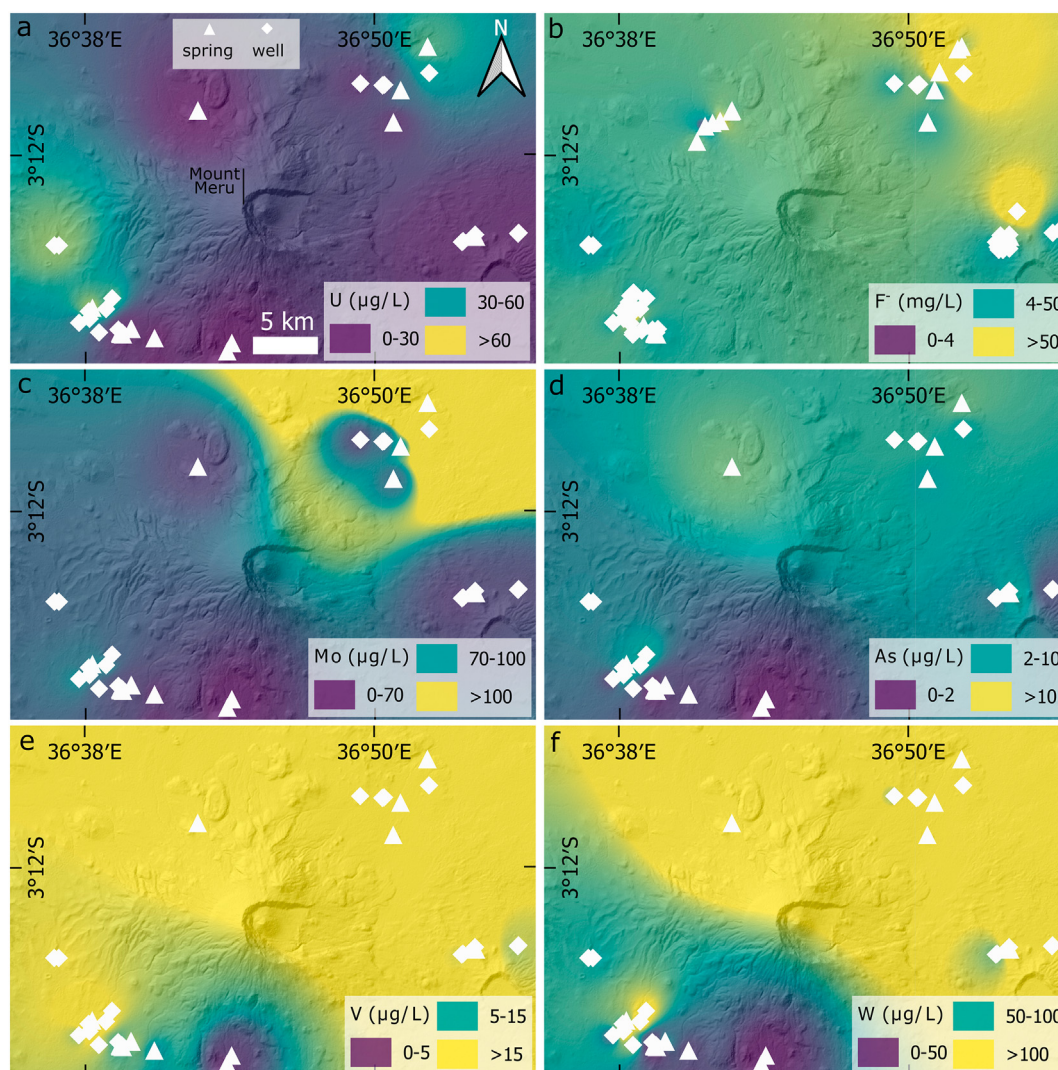 a
36°38′E
spring
well
36°50′E
N
3°12′S
Mount
Meru
U (µg/L)
30-60
0-30
>60
5 km
b
36°38′E
36°50′E
3°12′S
F⁻ (mg/L)
4-50
0-4
>50
c
36°38′E
36°50′E
3°12′S
Mo (µg/L)
70-100
0-70
>100
d
36°38′E
36°50′E
3°12′S
As (µg/L)
2-10
0-2
>10
e
36°38′E
36°50′E
3°12′S
V (µg/L)
5-15
0-5
>15
f
36°38′E
36°50′E
3°12′S
W (µg/L)
50-100
0-50
>100